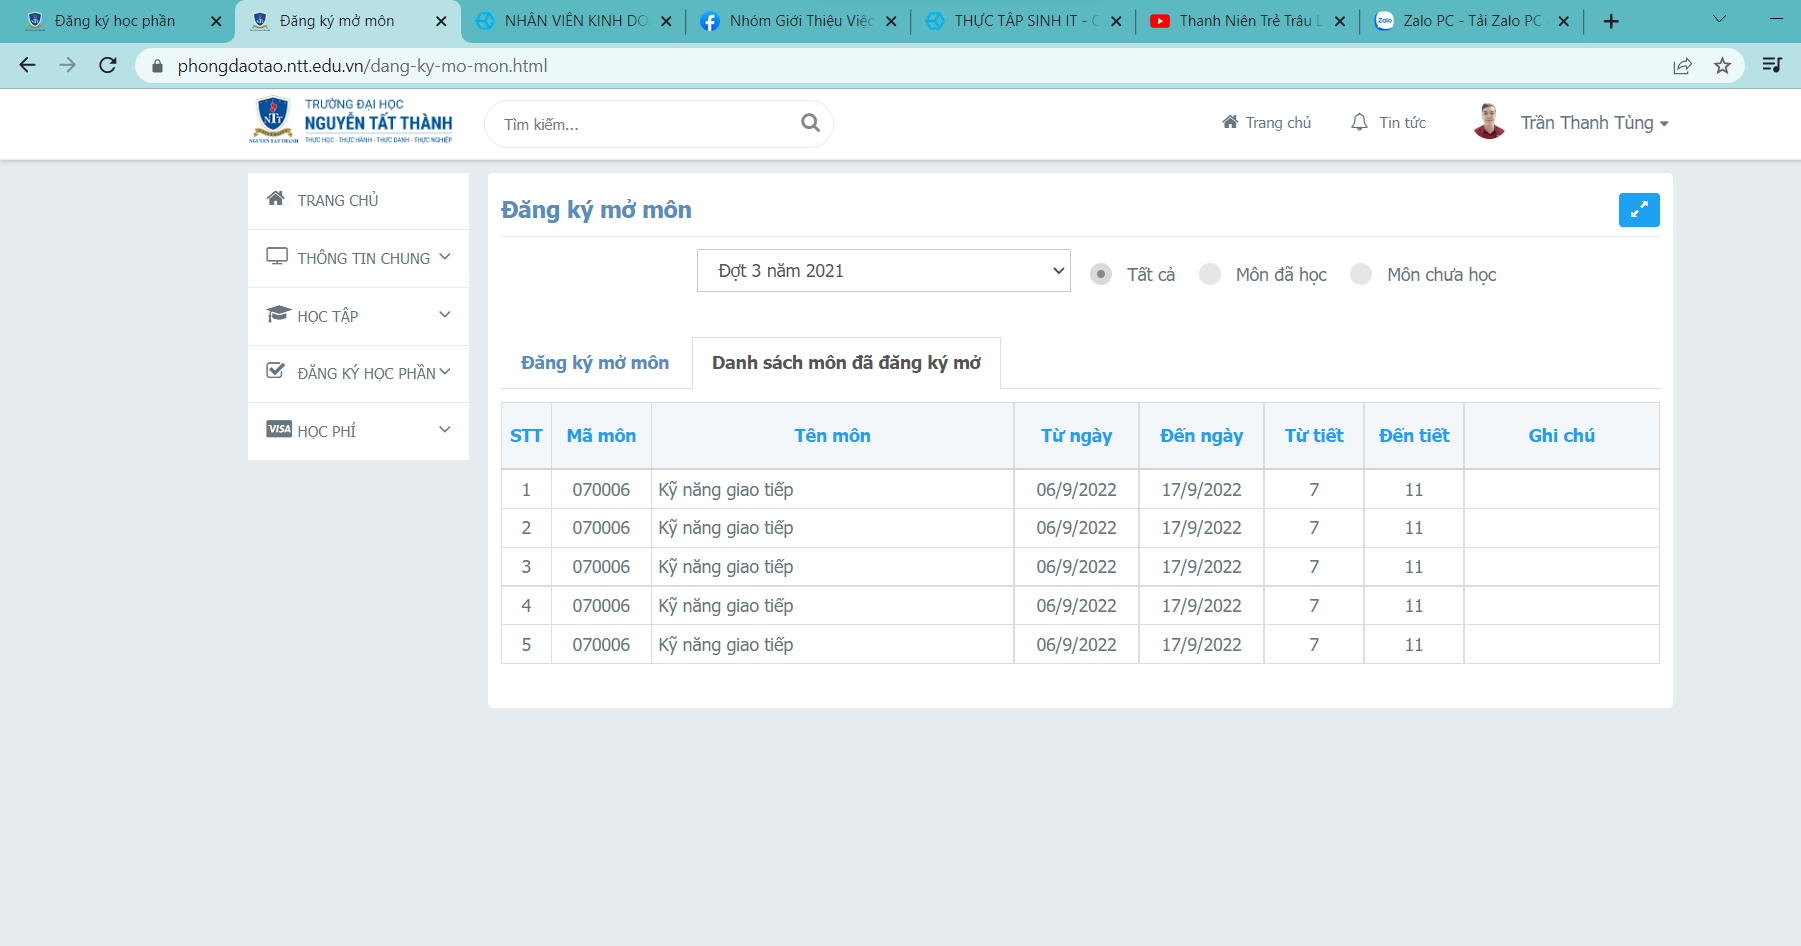 Đăng ký học phần
Đăng ký mở môn
NHÂN VIÊN KINH DO
Nhóm Giới Thiệu Việc
THỰC TẬP SINH IT - C
Thanh Niên Trẻ Trâu L
Zalo PC - Tải Zalo PC
phongdaotao.ntt.edu.vn/dang-ky-mo-mon.html
TRƯỜNG ĐẠI HỌC
NGUYỄN TẤT THÀNH
THỰC HỌC - THỰC HÀNH - THỰC DANH - THỰC NGHIỆP
NTT
NGUYEN TAT THANH
Tìm kiếm...
Trang chủ
Tin tức
Trần Thanh Tùng
TRANG CHỦ
THÔNG TIN CHUNG
HỌC TẬP
ĐĂNG KÝ HỌC PHẦN
VISA HỌC PHÍ
Đăng ký mở môn
Đợt 3 năm 2021
Tất cả
Môn đã học
Môn chưa học
Đăng ký mở môn
Danh sách môn đã đăng ký mở
STT Mã môn Tên môn Từ ngày Đến ngày Từ tiết Đến tiết Ghi chú
1 070006 Kỹ năng giao tiếp 06/9/2022 17/9/2022 7 11
2 070006 Kỹ năng giao tiếp 06/9/2022 17/9/2022 7 11
3 070006 Kỹ năng giao tiếp 06/9/2022 17/9/2022 7 11
4 070006 Kỹ năng giao tiếp 06/9/2022 17/9/2022 7 11
5 070006 Kỹ năng giao tiếp 06/9/2022 17/9/2022 7 11